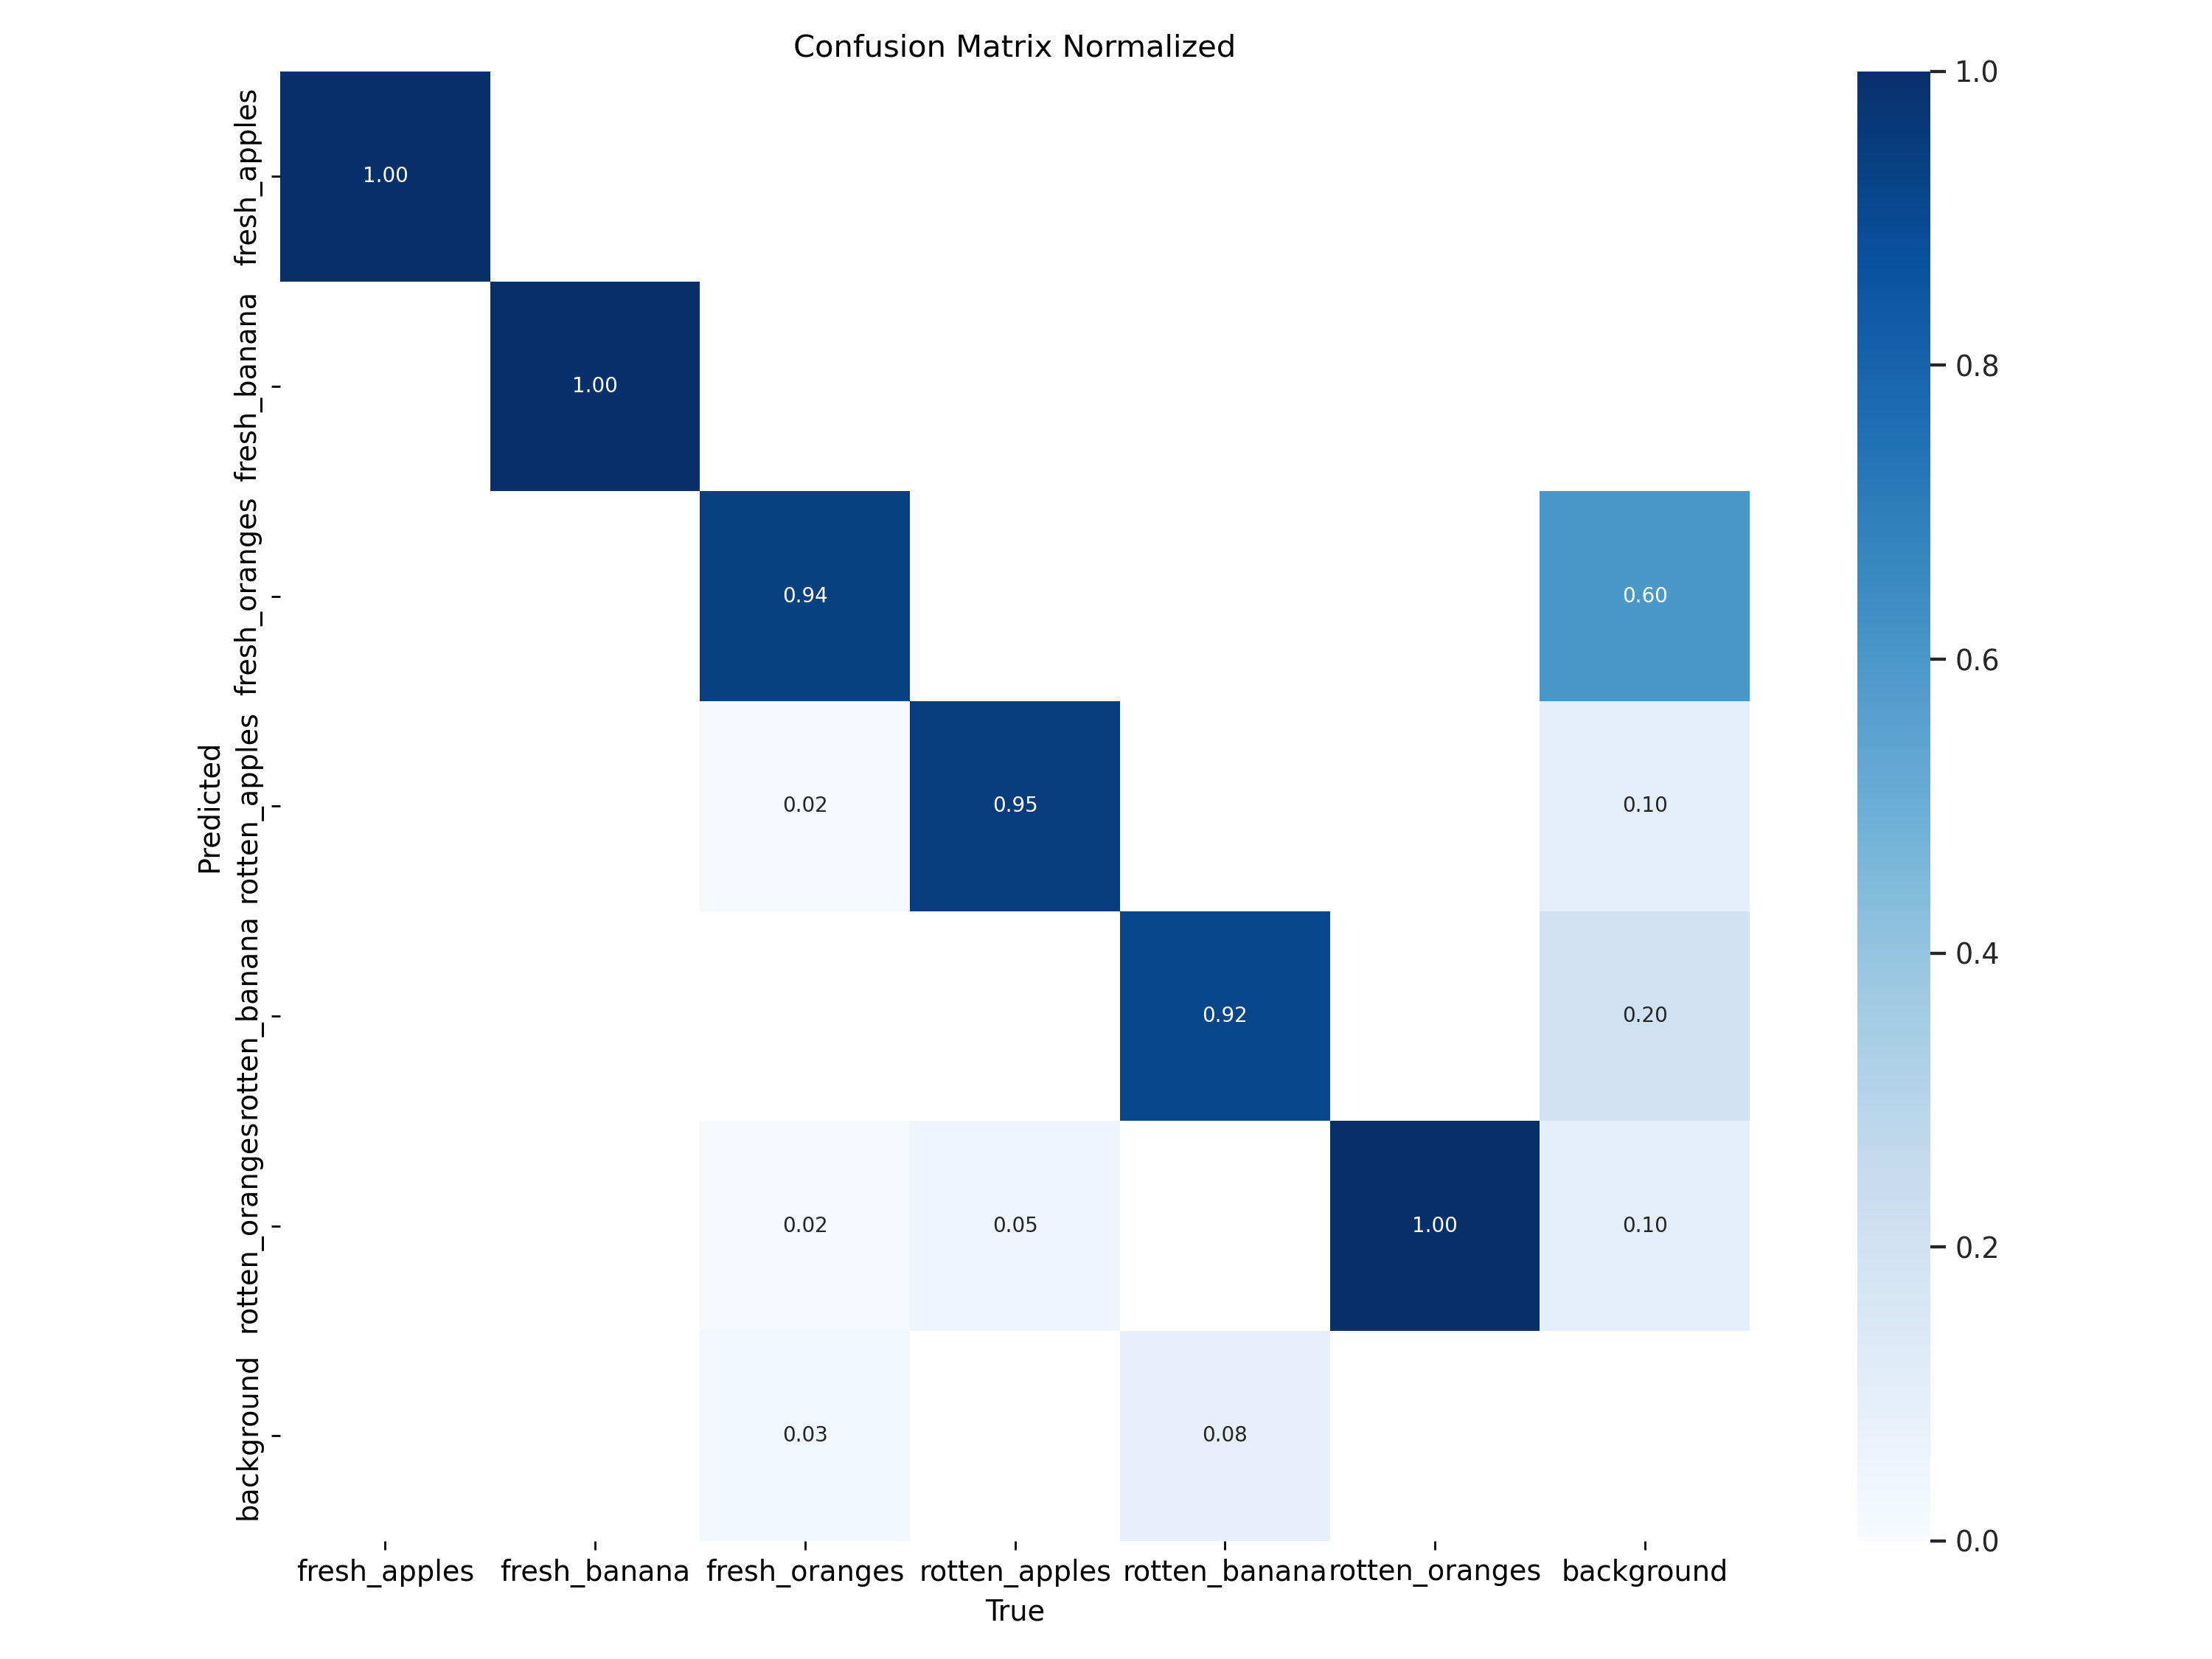 Confusion Matrix Normalized
fresh_apples
1.00
fresh_banana
1.00
fresh_oranges
0.94
0.60
rotten_apples
0.02
0.95
0.10
rotten_banana
0.92
0.20
rotten_oranges
0.02
0.05
1.00
0.10
background
0.03
0.08
Predicted
fresh_apples
fresh_banana
fresh_oranges
rotten_apples
rotten_banana
rotten_oranges
background
True
1.0
0.8
0.6
0.4
0.2
0.0